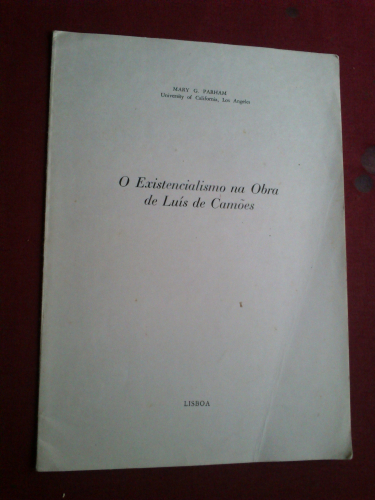 MARY G. PARHAM
University of California, Los Angeles
O Existencialismo na Obra
de Luís de Camões
LISBOA